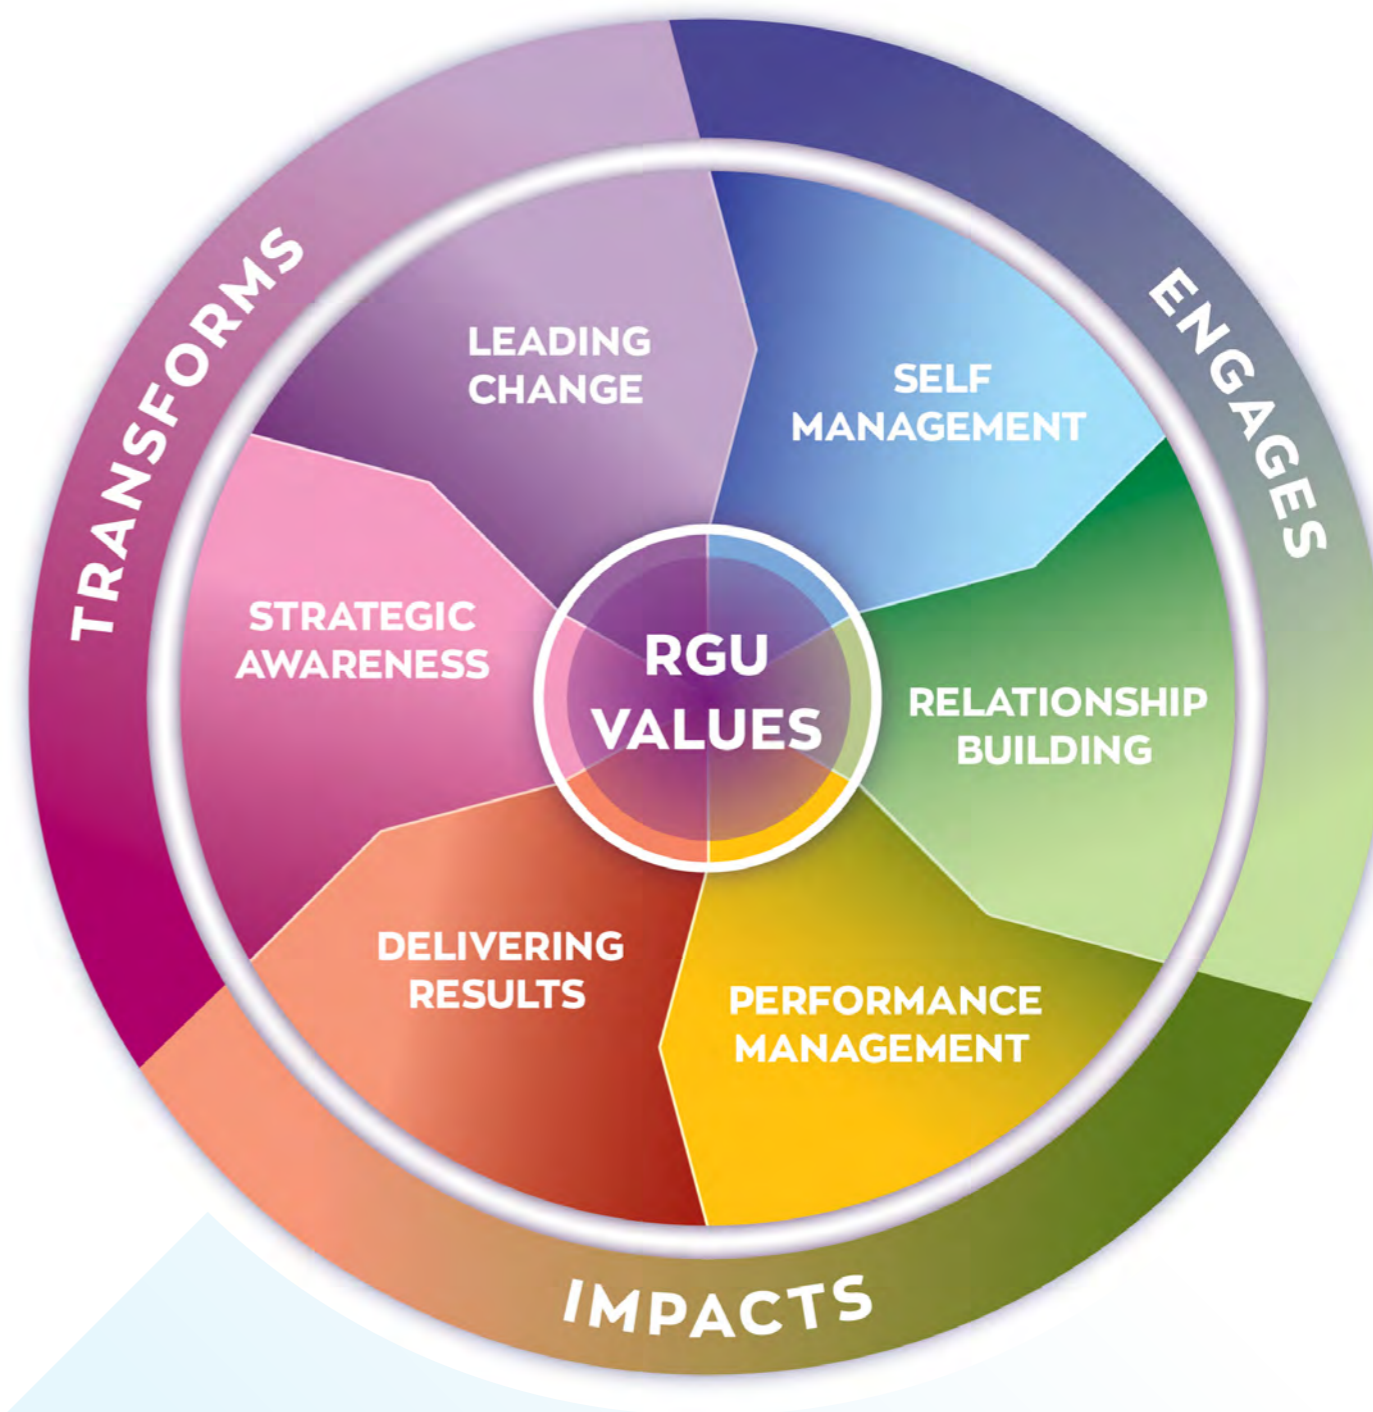 TRANSFORMS
ENGAGES
LEADING
CHANGE
SELF
MANAGEMENT
STRATEGIC
AWARENESS
RGU
VALUES
RELATIONSHIP
BUILDING
DELIVERING
RESULTS
PERFORMANCE
MANAGEMENT
IMPACTS